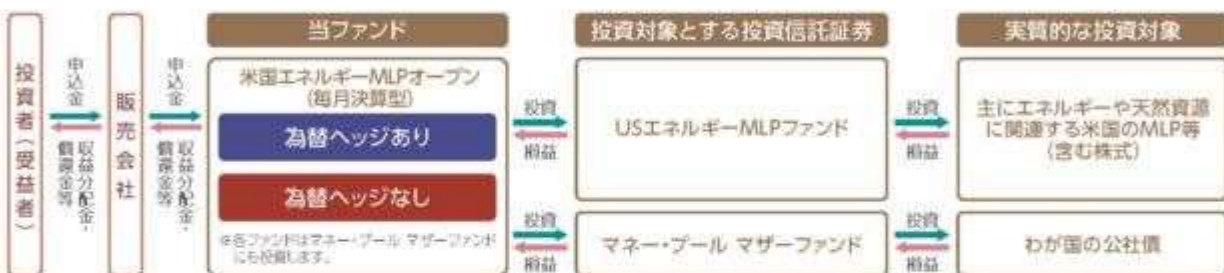 投資者(受益者)
申込金
収益分配金・
償還金等
販売会社
申込金
収益分配金・
償還金等
当ファンド
米国エネルギーMLPオープン
(毎月決算型)
為替ヘッジあり
為替ヘッジなし
※各ファンドはマネー・プール マザーファンド
にも投資します。
投資
損益
投資
損益
投資対象とする投資信託証券
USエネルギーMLPファンド
マネー・プール マザーファンド
投資
損益
投資
損益
実質的な投資対象
主にエネルギーや天然資源
に関連する米国のMLP等
(含む株式)
わが国の公社債